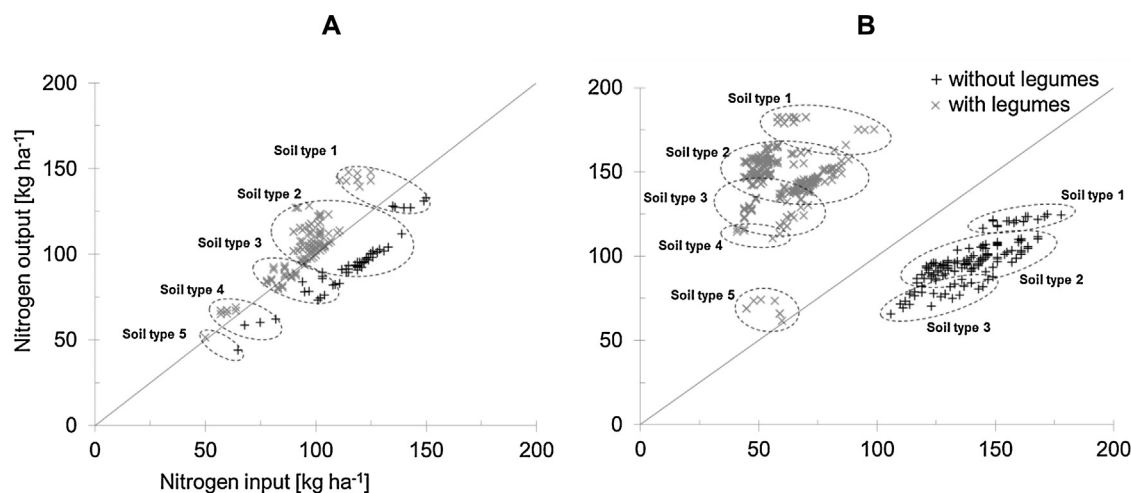 A
B
200
150
100
50
0
0
50
100
150
200
Nitrogen output [kg ha⁻¹]
Nitrogen input [kg ha⁻¹]
Soil type 1
Soil type 2
Soil type 3
Soil type 4
Soil type 5
200
150
100
50
0
0
50
100
150
200
+ without legumes
× with legumes
Soil type 1
Soil type 2
Soil type 3
Soil type 4
Soil type 5
Soil type 1
Soil type 2
Soil type 3